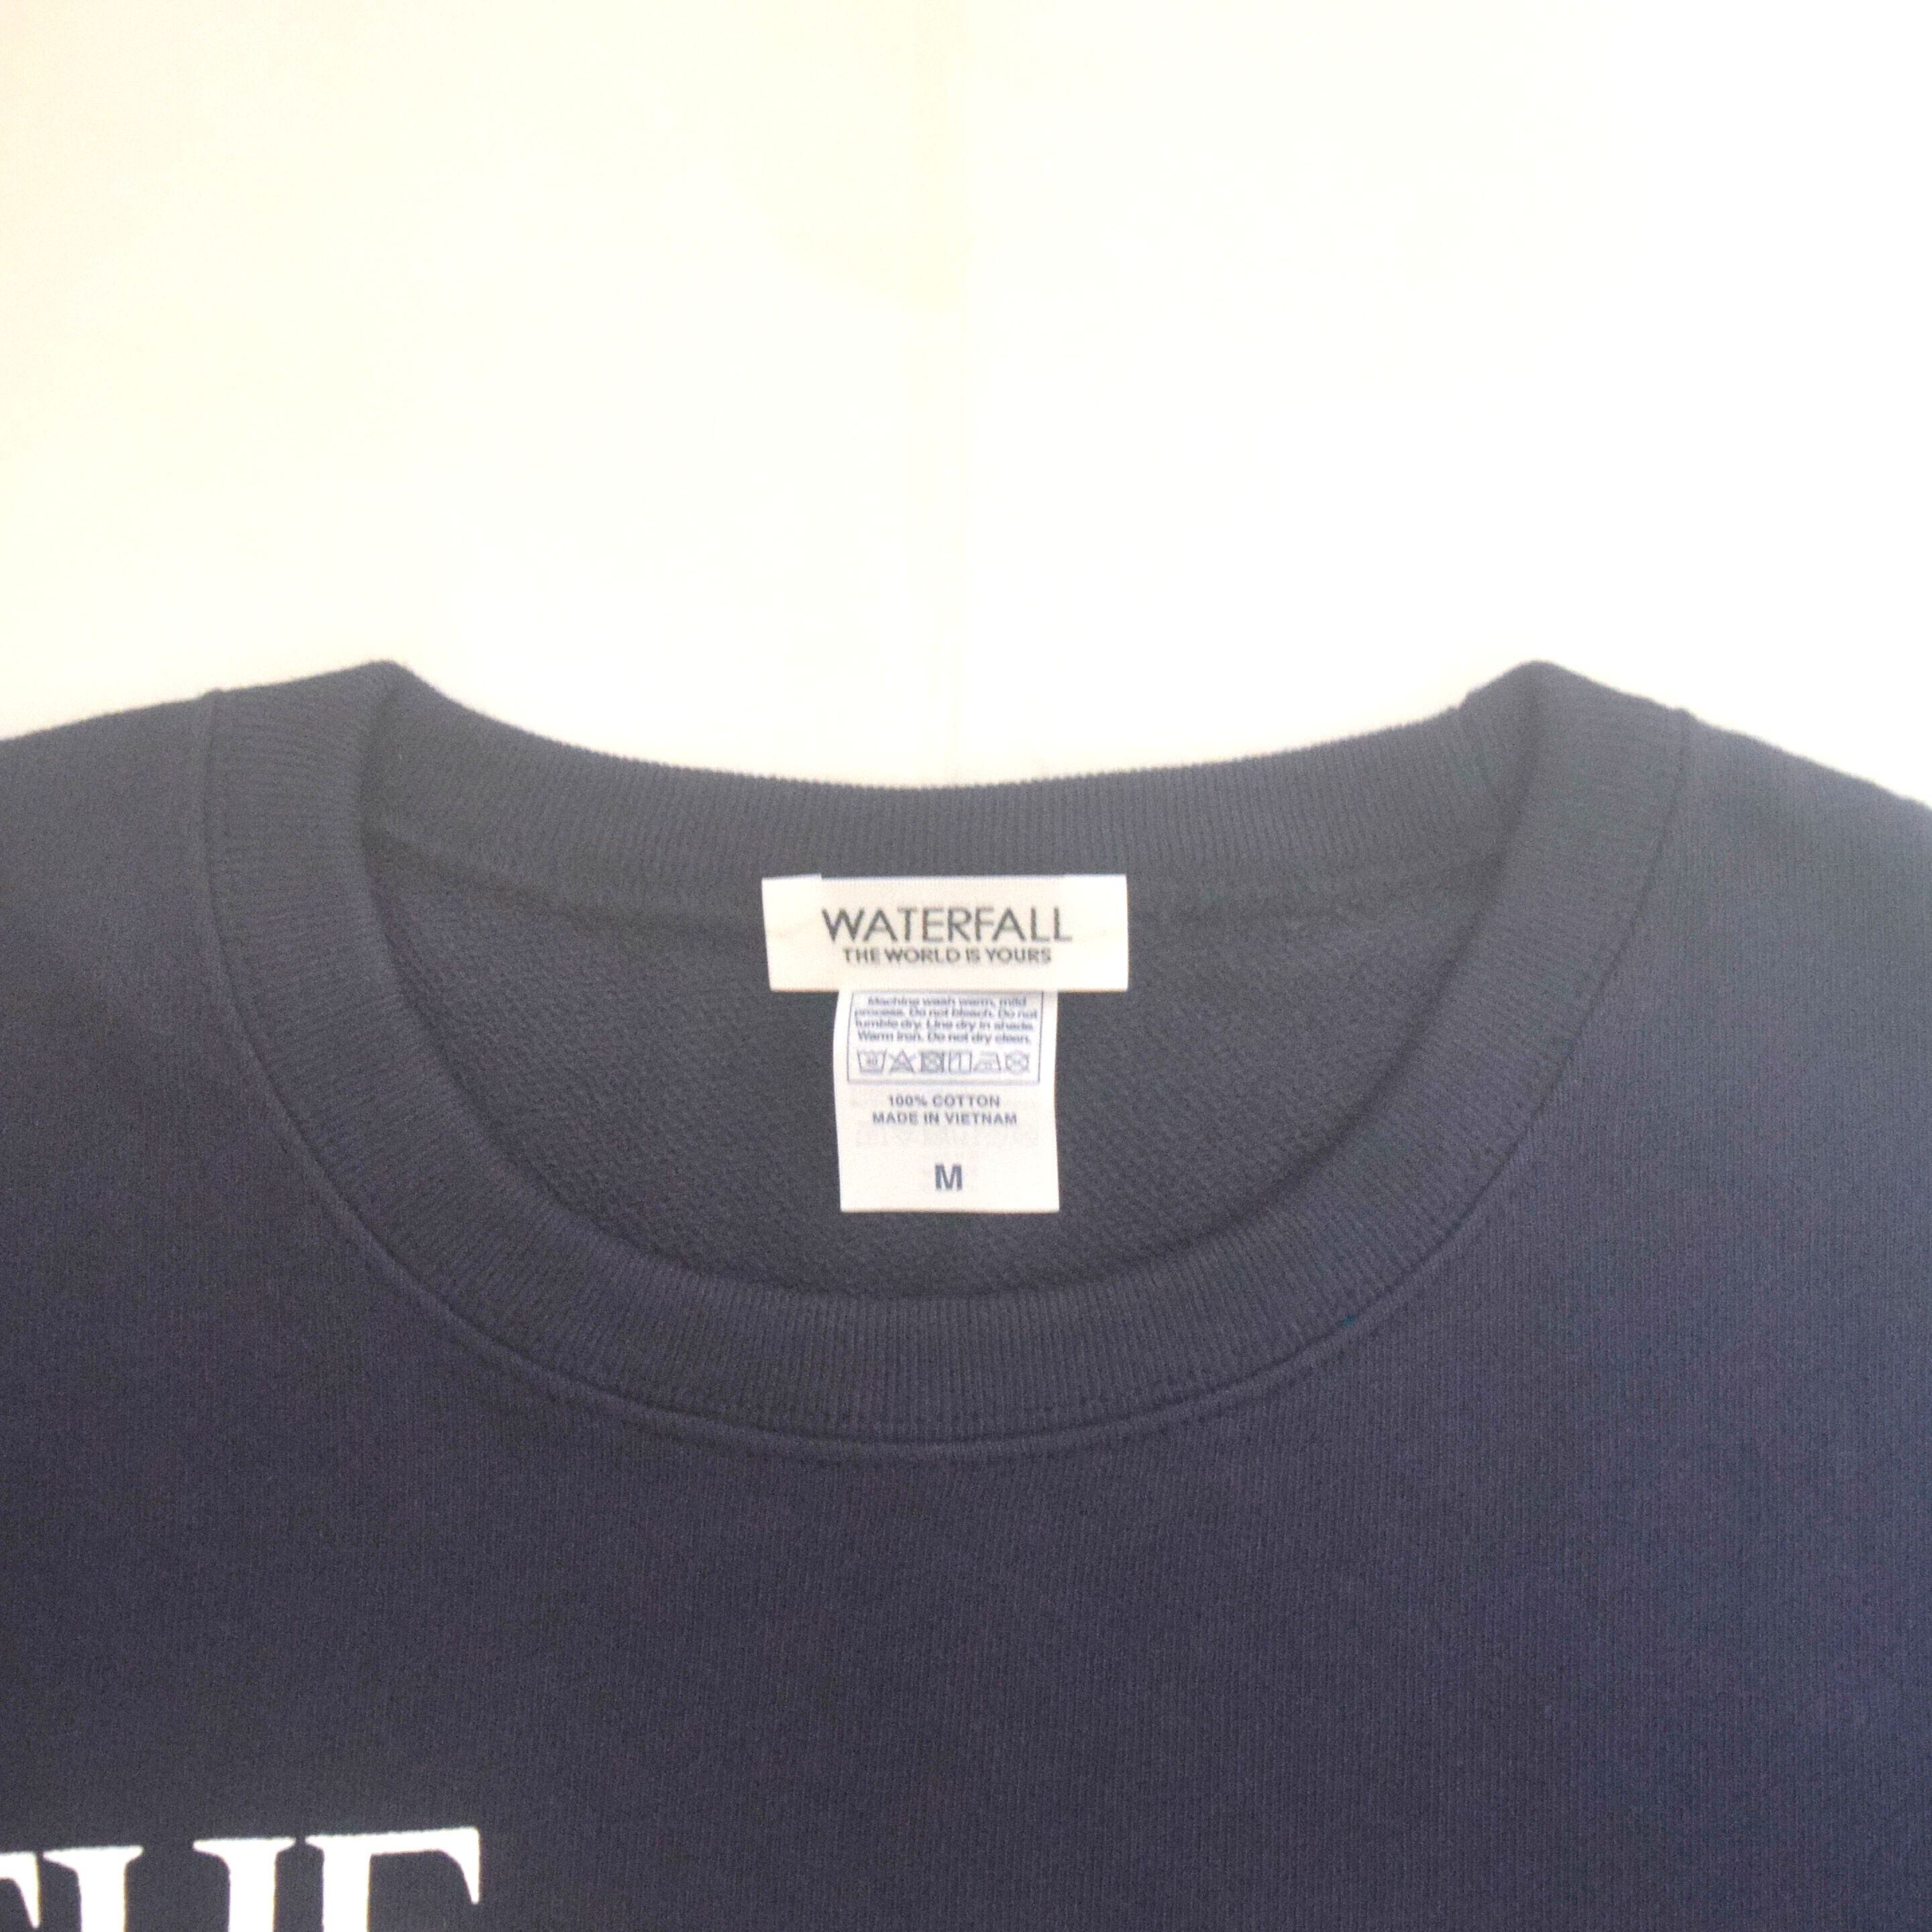 WATERFALL
THE WORLD IS YOURS
Machine wash warm, mild
process. Do not bleach. Do not
tumble dry. Line dry in shade.
Warm iron. Do not dry clean.
100% COTTON
MADE IN VIETNAM
M
THE